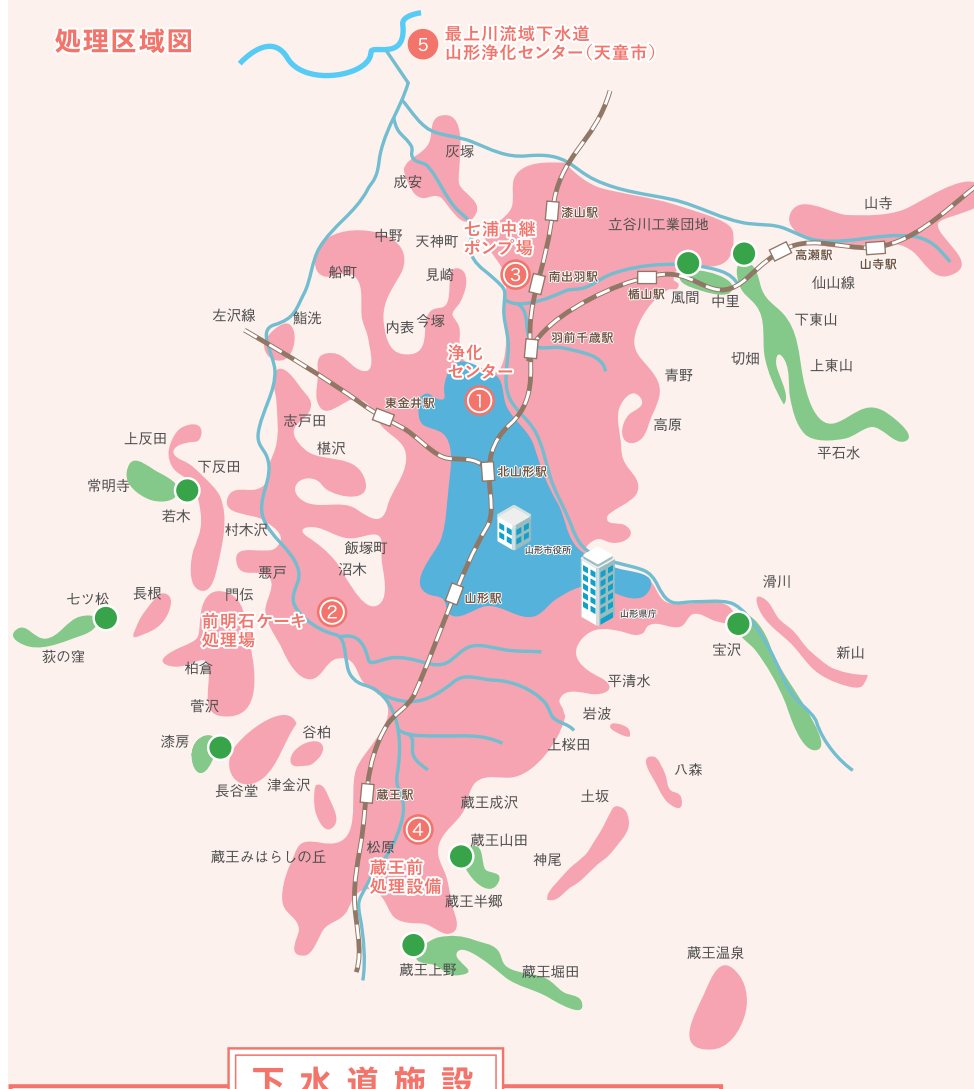 処理区域図
5
最上川流域下水道
山形浄化センター(天童市)
灰塚
成安
山寺
漆山駅
立谷川工業団地
七浦中継
ポンプ場
中野
天神町
高瀬駅
山寺駅
船町
見崎
3
南出羽駅
楯山駅
風間
中里
仙山線
左沢線
鮨洗
内表
今塚
下東山
羽前千歳駅
浄化
センター
切畑
上東山
青野
1
東金井駅
志戸田
高原
上反田
椹沢
平石水
下反田
北山形駅
常明寺
若木
村木沢
飯塚町
山形市役所
沼木
悪戸
滑川
七ツ松
長根
門伝
山形駅
2
山形県庁
前明石ケーキ
処理場
宝沢
荻の窪
新山
柏倉
平清水
菅沢
岩波
漆房
谷柏
上桜田
八森
長谷堂
津金沢
蔵王駅
土坂
蔵王成沢
4
蔵王山田
松原
蔵王みはらしの丘
神尾
蔵王前
処理設備
蔵王半郷
蔵王温泉
蔵王上野
蔵王堀田
下水道施設